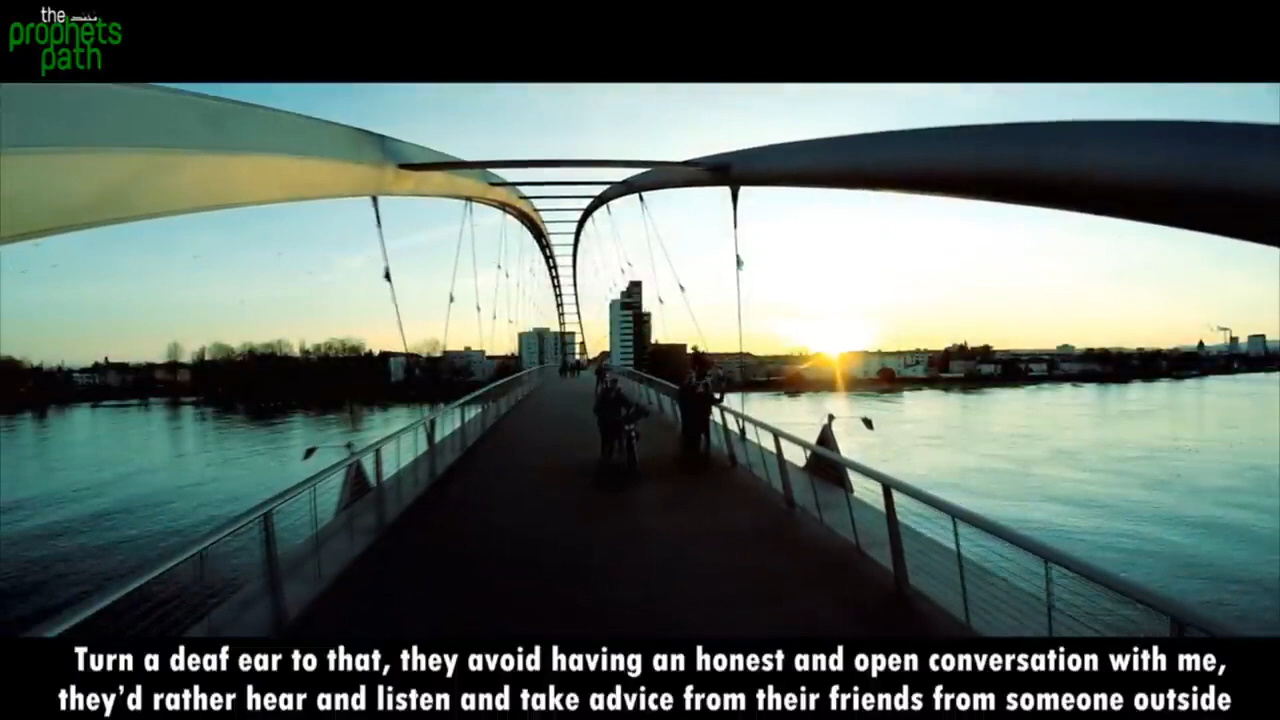 the
prophets
path
Turn a deaf ear to that, they avoid having an honest and open conversation with me,
they'd rather hear and listen and take advice from their friends from someone outside